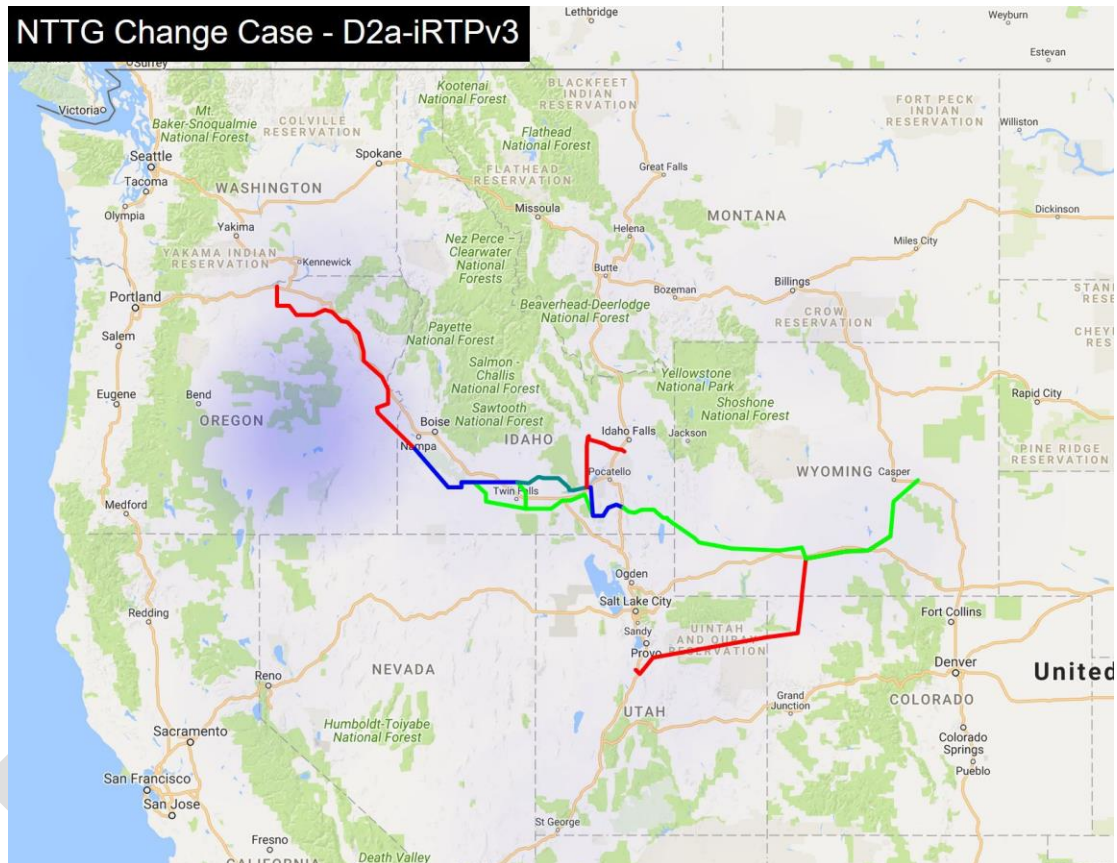 NTTG Change Case - D2a-iRTPv3
Lethbridge
Weyburn
Estevan
Surrey
Victoria
Mt.
Baker-Snoqualmie
National Forest
COLVILLE
RESERVATION
Kootenai
National Forest
BLACKFEET
INDIAN
RESERVATION
FORT PECK
INDIAN
RESERVATION
Williston
Flathead
National Forest
Seattle
Tacoma
Olympia
WASHINGTON
Spokane
FLATHEAD
RESERVATION
Great Falls
Missoula
MONTANA
Dickinson
Yakima
YAKAMA INDIAN
RESERVATION
Kennewick
Nez Perce –
Clearwater
National
Forests
Helena
Butte
Miles City
Bozeman
Billings
CROW
RESERVATION
Portland
Salem
Beaverhead-Deerlodge
National Forest
Payette
National Forest
Salmon -
Challis
National Forest
Sawtooth
National Forest
Yellowstone
National Park
Shoshone
National Forest
Eugene
Bend
OREGON
Boise
Nampa
IDAHO
Idaho Falls
Jackson
Rapid City
PINE RIDGE
RESERVATION
Pocatello
Twin Falls
WYOMING
Casper
Medford
Redding
Ogden
Salt Lake City
Sandy
Provo
UINTAH
AND OURAY
RESERVATION
Fort Collins
Denver
United
Reno
NEVADA
UTAH
Grand
Junction
COLORADO
Humboldt-Toiyabe
National Forest
Colorado
Springs
Pueblo
Sacramento
San Francisco
San Jose
Fresno
CALIFORNIA
Death Valley
St George